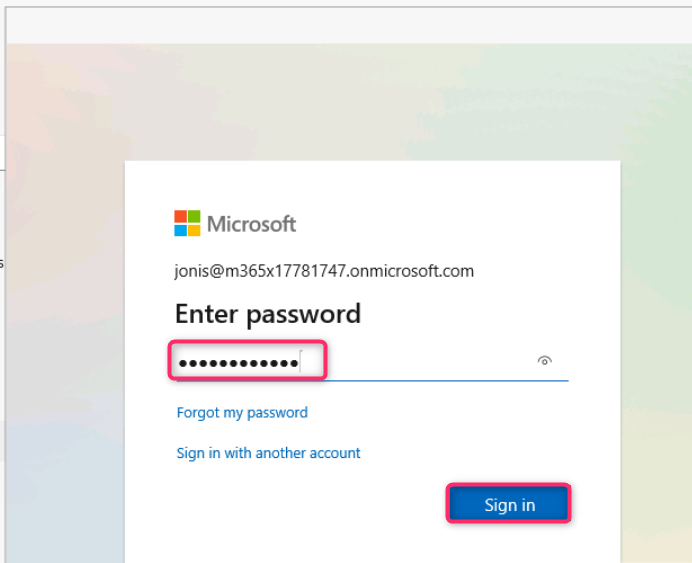 Microsoft
jonis@m365x17781747.onmicrosoft.com
Enter password
••••••••••••
Forgot my password
Sign in with another account
Sign in